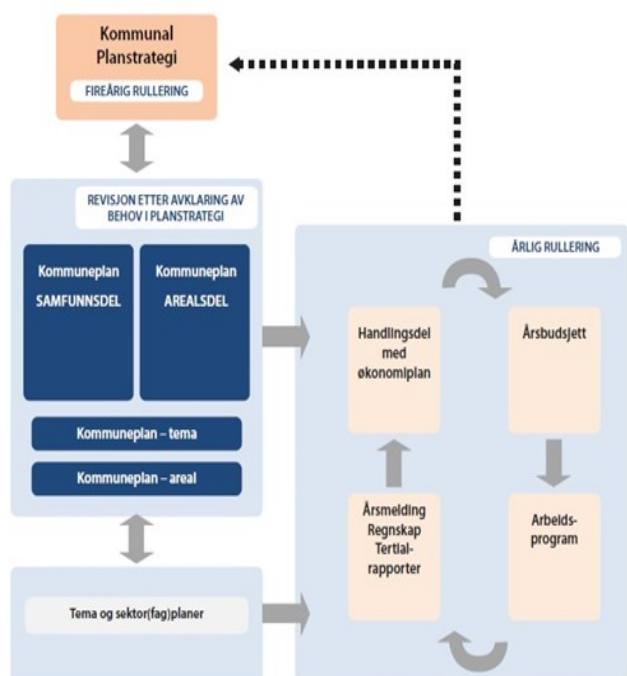 Kommunal
Planstrategi
FIREÅRIG RULLERING
REVISJON ETTER AVKLARING AV
BEHOV I PLANSTRATEGI
Kommuneplan
SAMFUNNSDEL
Kommuneplan
AREALSDEL
Kommuneplan – tema
Kommuneplan – areal
Tema og sektor(fag)planer
ÅRLIG RULLERING
Handlingsdel
med
økonomiplan
Årsbudsjett
Årsmelding
Regnskap
Tertial-
rapporter
Arbeids-
program